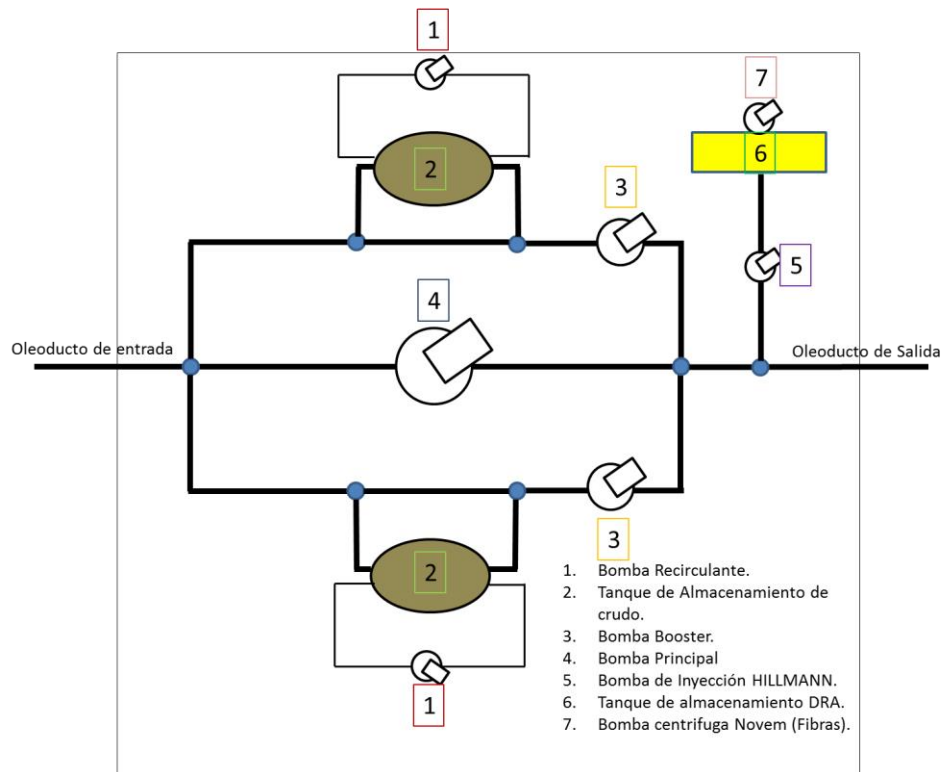 1
7
2
6
3
4
5
Oleoducto de entrada
Oleoducto de Salida
2
3
1
1. Bomba Recirculante.
2. Tanque de Almacenamiento de
crudo.
3. Bomba Booster.
4. Bomba Principal
5. Bomba de Inyección HILLMANN.
6. Tanque de almacenamiento DRA.
7. Bomba centrifuga Novem (Fibras).